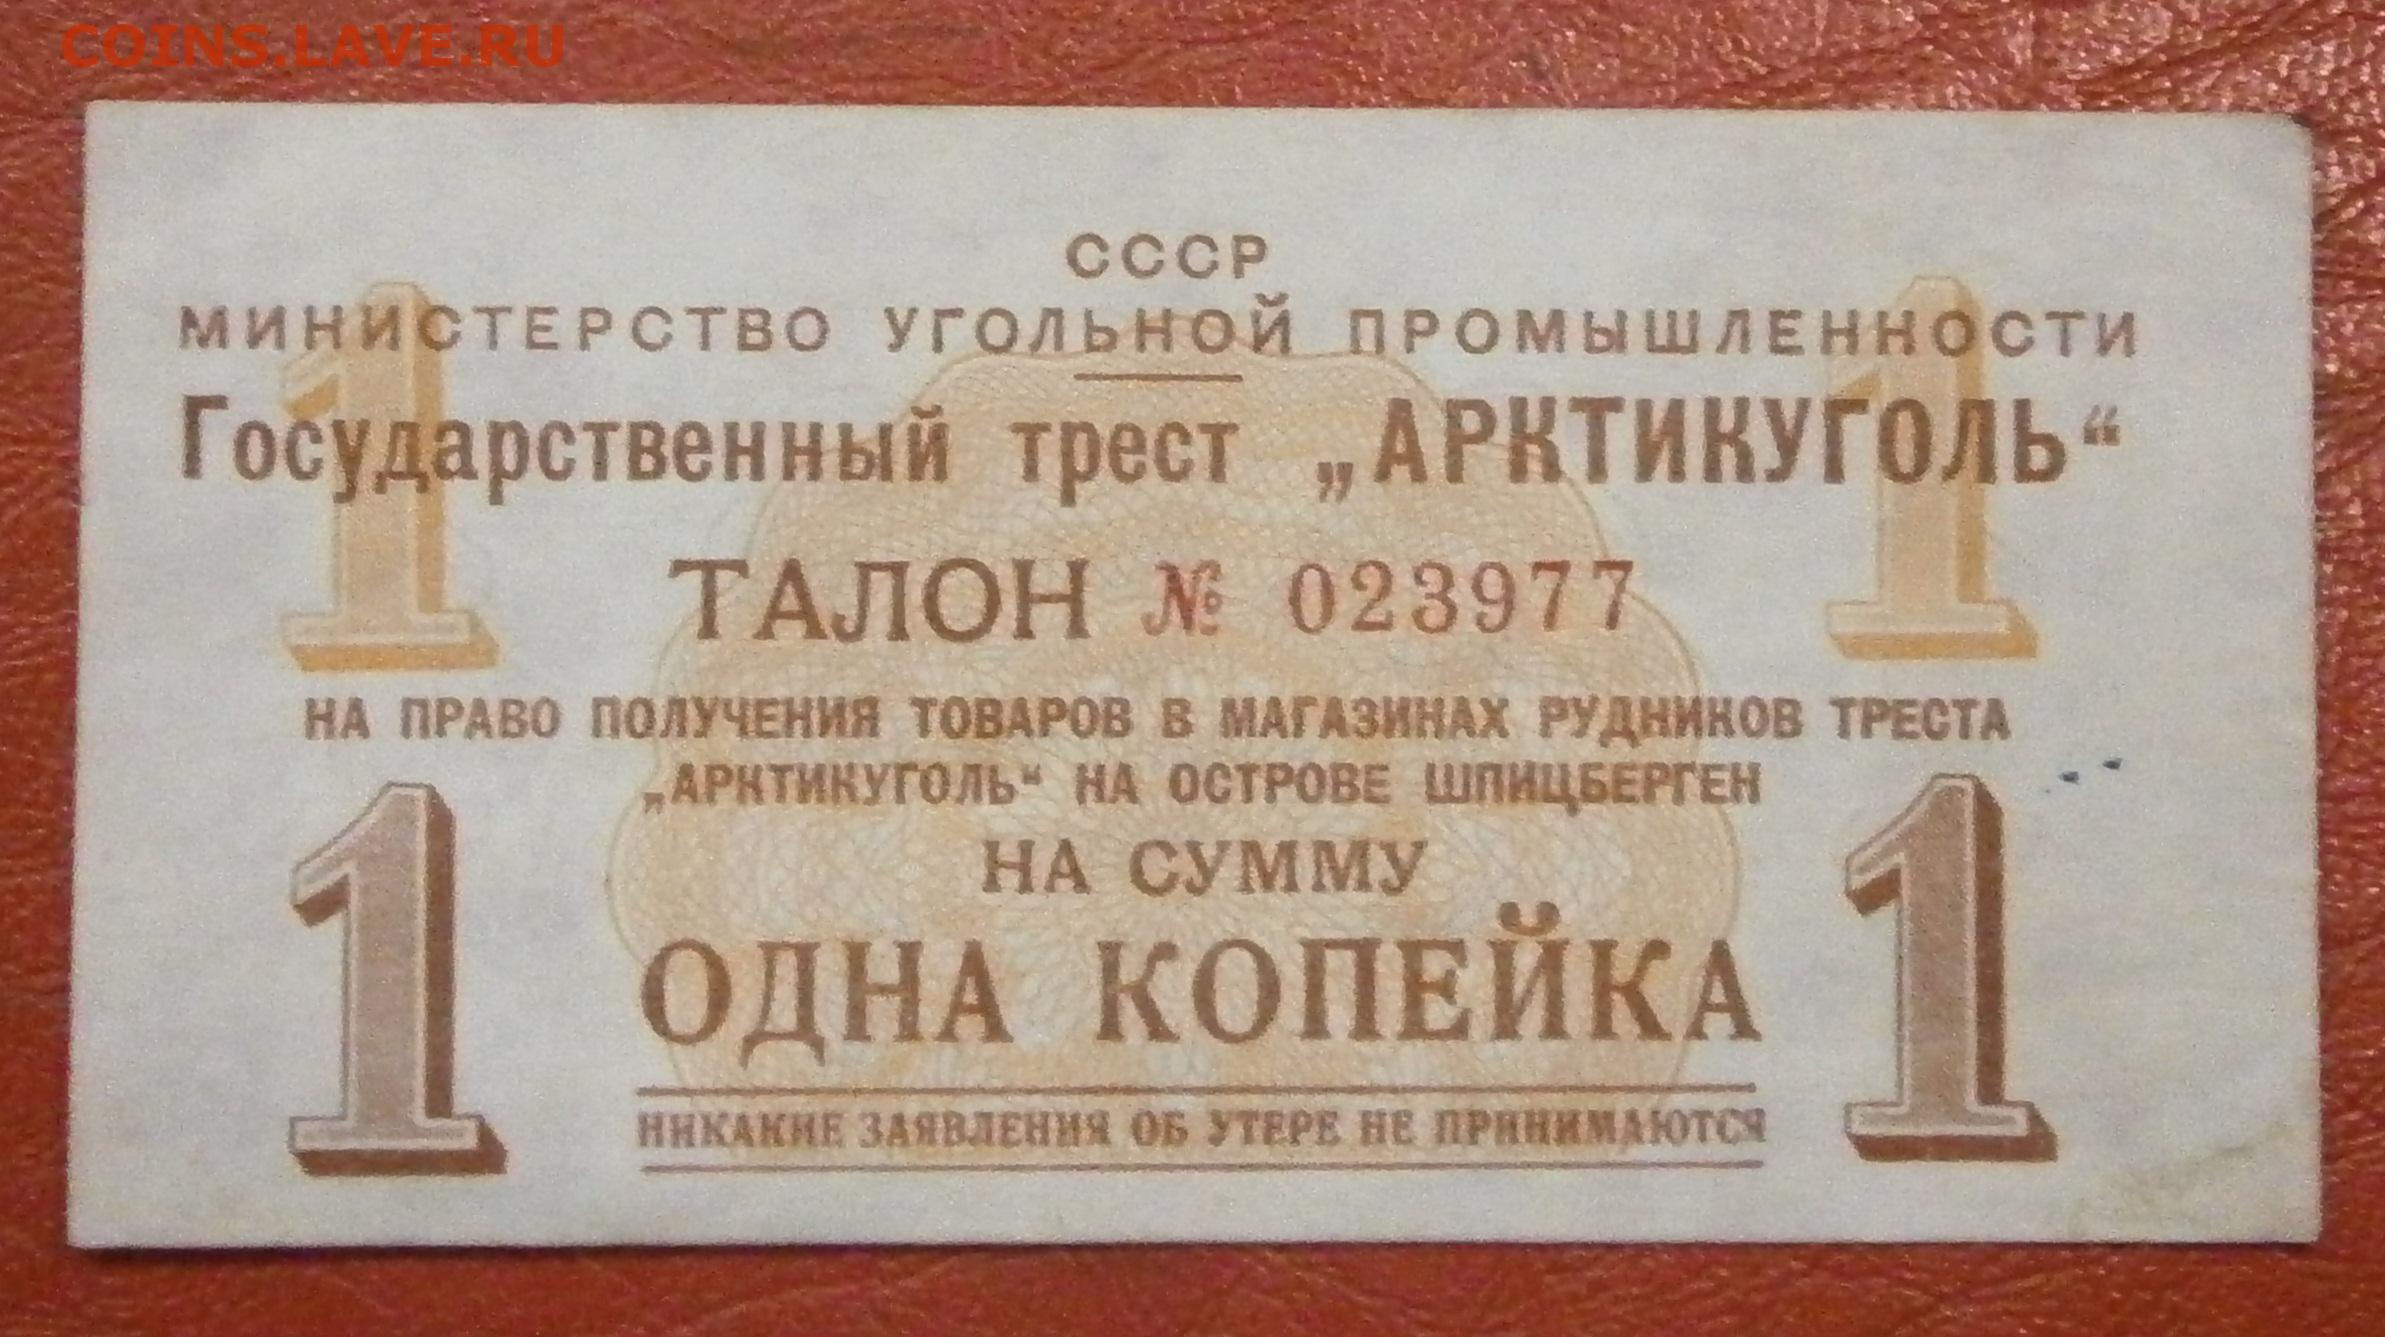 COINS.LAVE.RU
СССР
МИНИСТЕРСТВО УГОЛЬНОЙ ПРОМЫШЛЕННОСТИ
Государственный трест „АРКТИКУГОЛЬ“
1 1
ТАЛОН № 023977
НА ПРАВО ПОЛУЧЕНИЯ ТОВАРОВ В МАГАЗИНАХ РУДНИКОВ ТРЕСТА
„АРКТИКУГОЛЬ“ НА ОСТРОВЕ ШПИЦБЕРГЕН
НА СУММУ
1 ОДНА КОПЕЙКА 1
НИКАКИЕ ЗАЯВЛЕНИЯ ОБ УТЕРЕ НЕ ПРИНИМАЮТСЯ